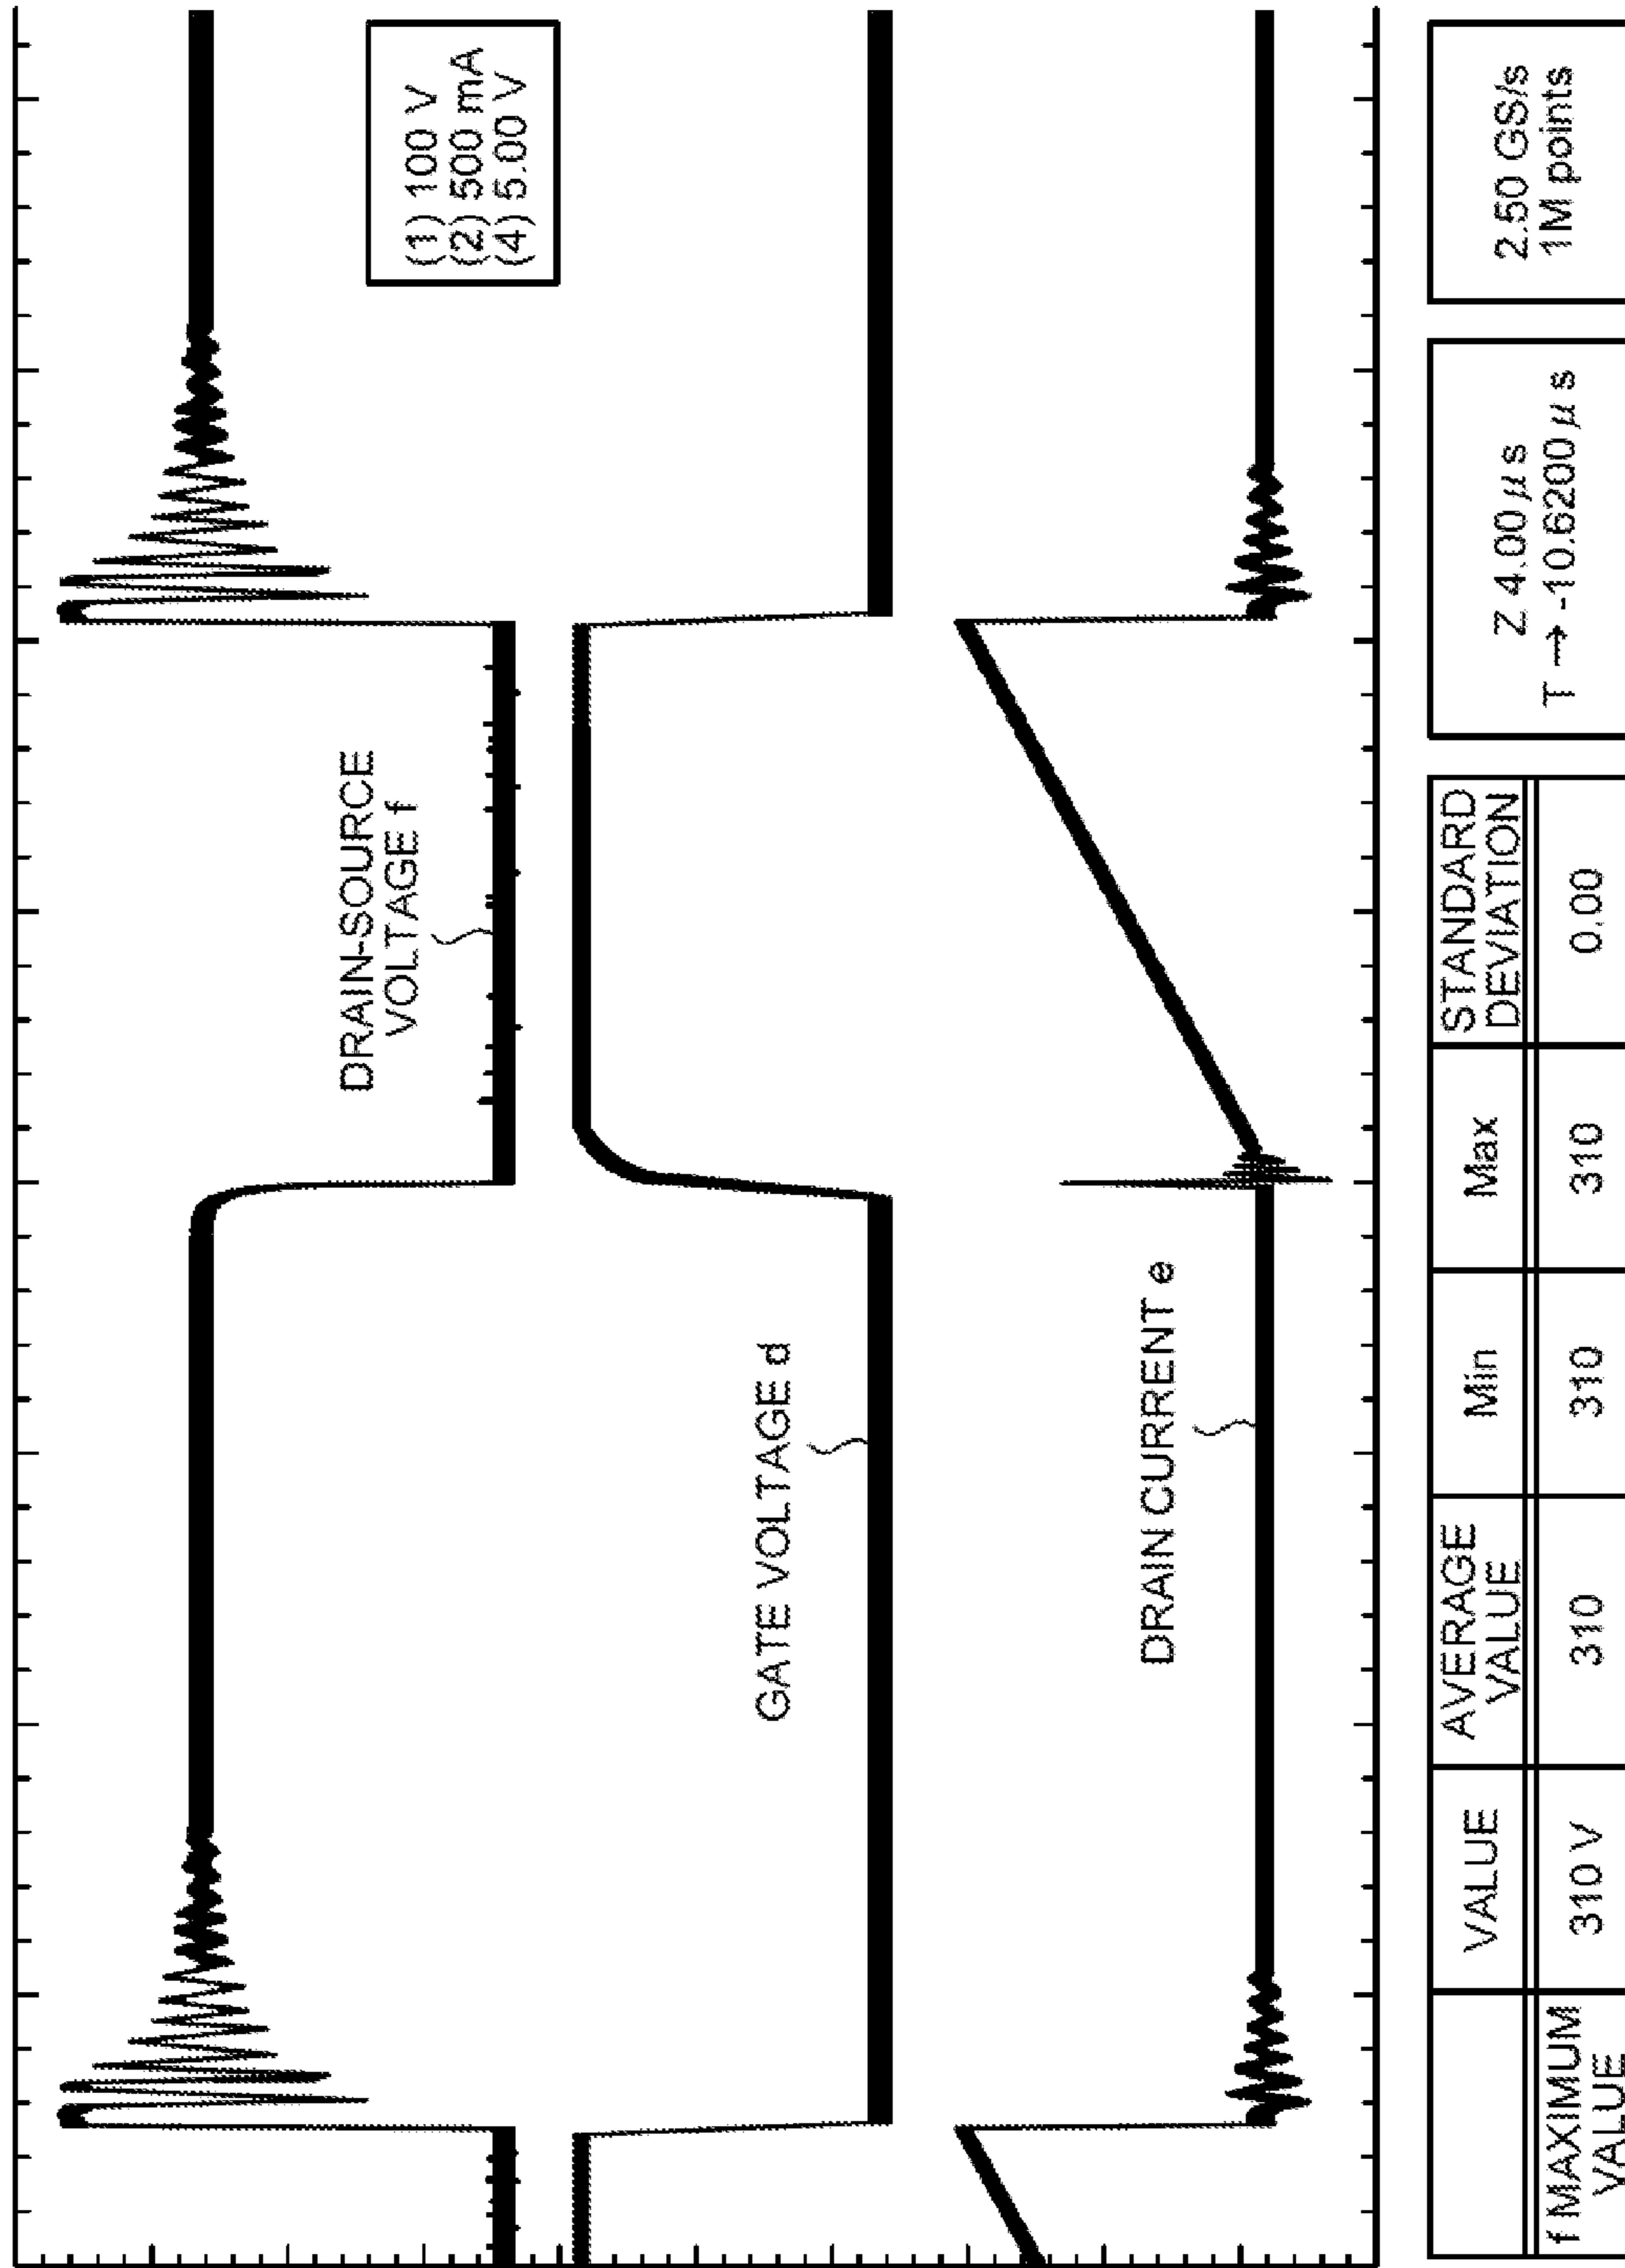 (1) 100 V
(2) 500 mA
(4) 5.00 V
DRAIN-SOURCE
VOLTAGE f
GATE VOLTAGE d
DRAIN CURRENT e
VALUE
AVERAGE
VALUE
Min
Max
STANDARD
DEVIATION
f MAXIMUM
VALUE
310 V
310
310
310
0.00
Z 4.00 μs
T → -10.6200 μs
2.50 GS/s
1M points